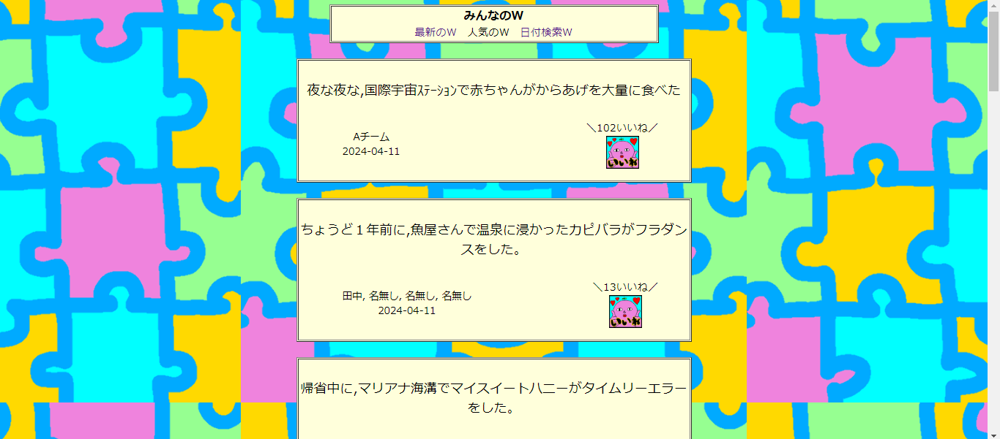 みんなのW
最新のW 人気のW 日付検索W
夜な夜な,国際宇宙ｽﾃｰｼｮﾝで赤ちゃんがからあげを大量に食べた
＼102いいね／
Aチーム
2024-04-11
いいね
ちょうど１年前に,魚屋さんで温泉に浸かったカピバラがフラダン
スをした。
＼13いいね／
田中, 名無し, 名無し, 名無し
2024-04-11
いいね
帰省中に,マリアナ海溝でマイスイートハニーがタイムリーエラー
をした。